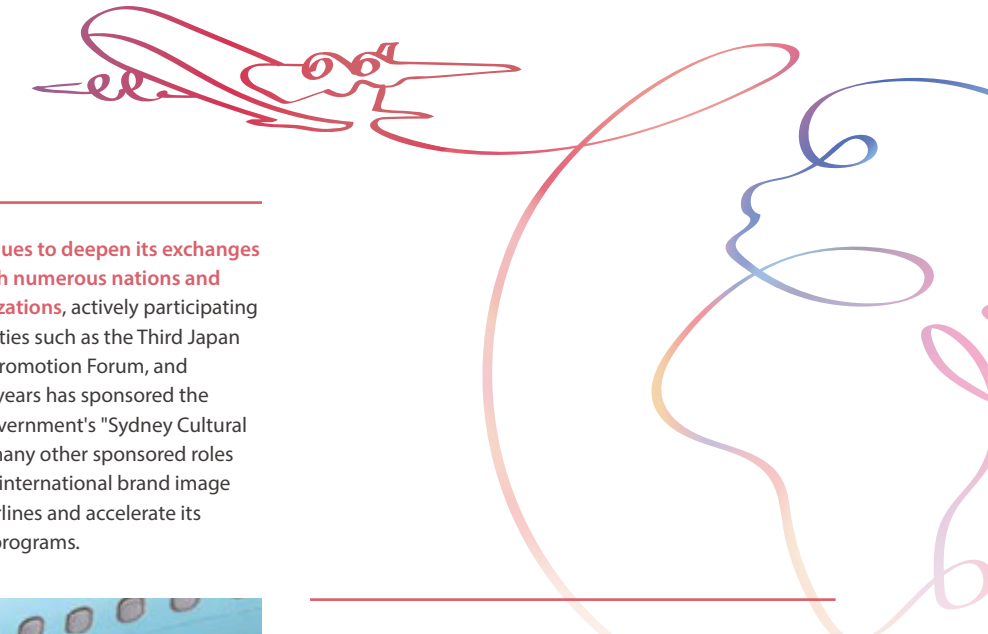 ues to deepen its exchanges
h numerous nations and
zations, actively participating
ties such as the Third Japan
romotion Forum, and
years has sponsored the
vernment's "Sydney Cultural
many other sponsored roles
international brand image
rlines and accelerate its
programs.